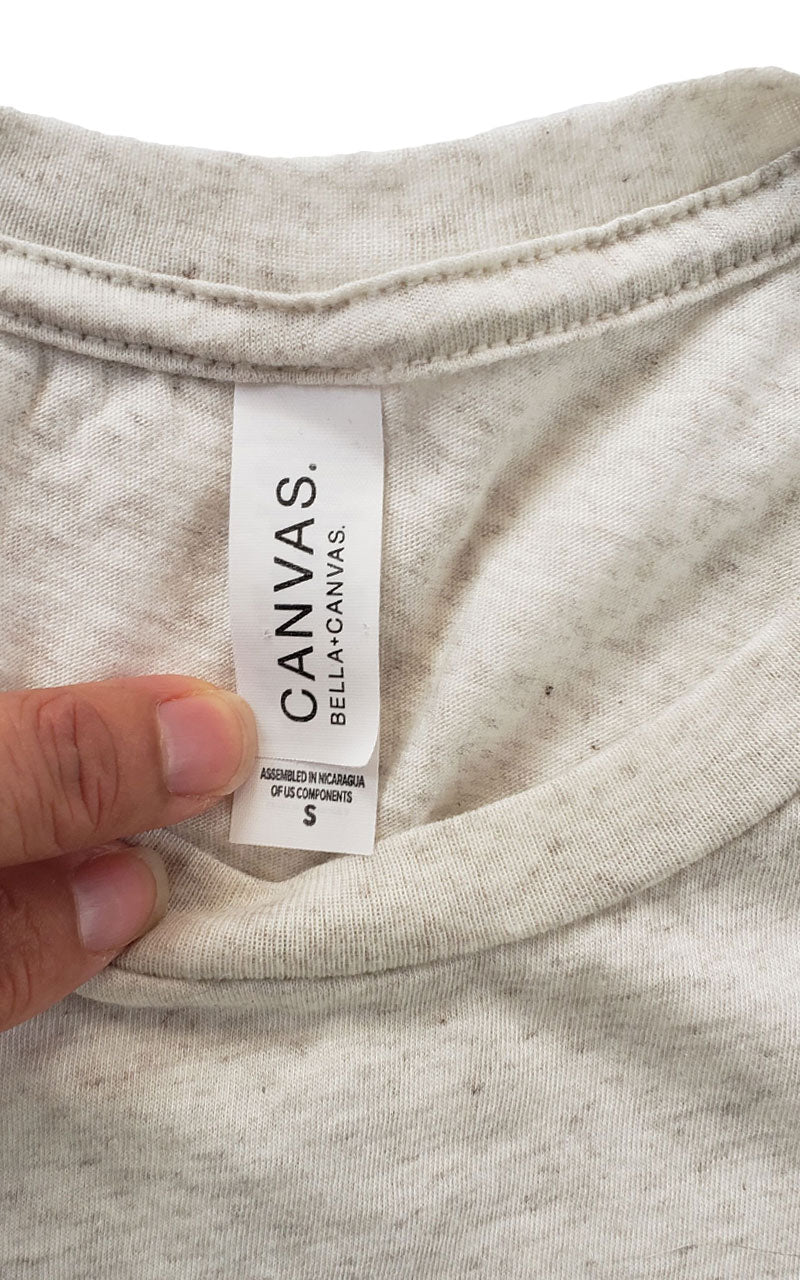 CANVAS.
BELLA+CANVAS.
ASSEMBLED IN NICARAGUA
OF US COMPONENTS
S